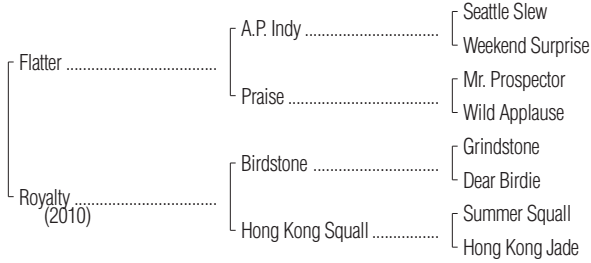 Seattle Slew
A.P. Indy ................................
Weekend Surprise
Flatter ....................................
Mr. Prospector
Praise ....................................
Wild Applause
Grindstone
Birdstone ..............................
Dear Birdie
Royalty ..................................
(2010)
Summer Squall
Hong Kong Squall ................
Hong Kong Jade